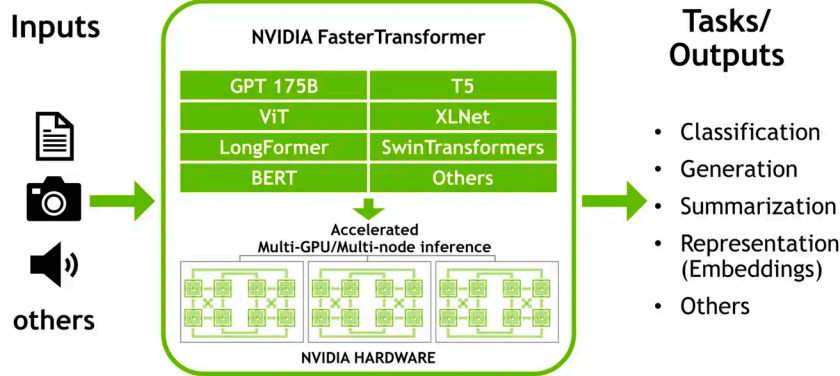 Inputs
others
NVIDIA FasterTransformer
GPT 175B
T5
ViT
XLNet
LongFormer
SwinTransformers
BERT
Others
Accelerated
Multi-GPU/Multi-node inference
NVIDIA HARDWARE
Tasks/
Outputs
• Classification
• Generation
• Summarization
• Representation
(Embeddings)
• Others